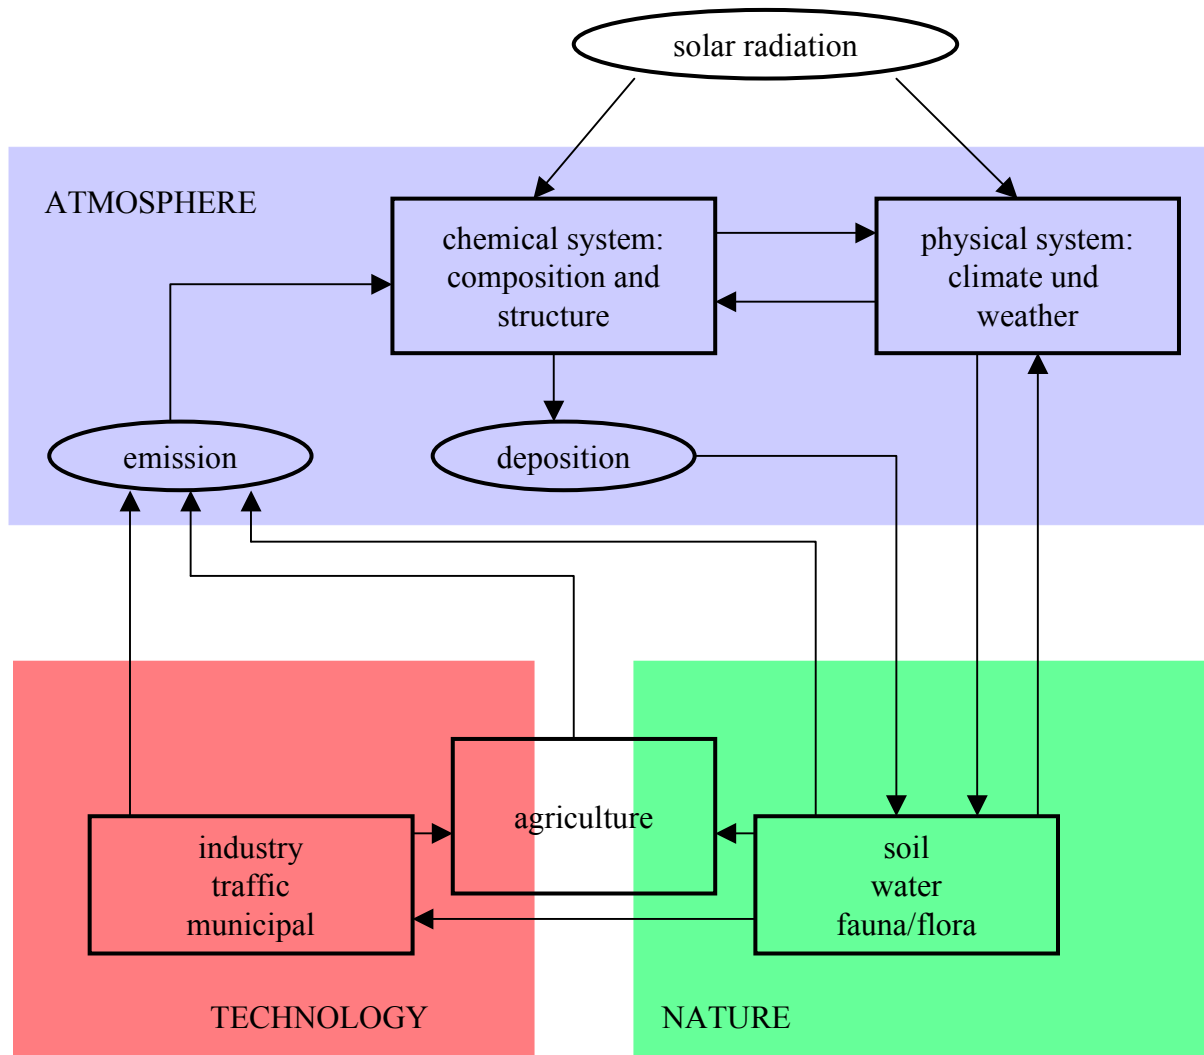 solar radiation
ATMOSPHERE
chemical system:
composition and
structure
physical system:
climate und
weather
emission
deposition
agriculture
industry
traffic
municipal
soil
water
fauna/flora
TECHNOLOGY
NATURE